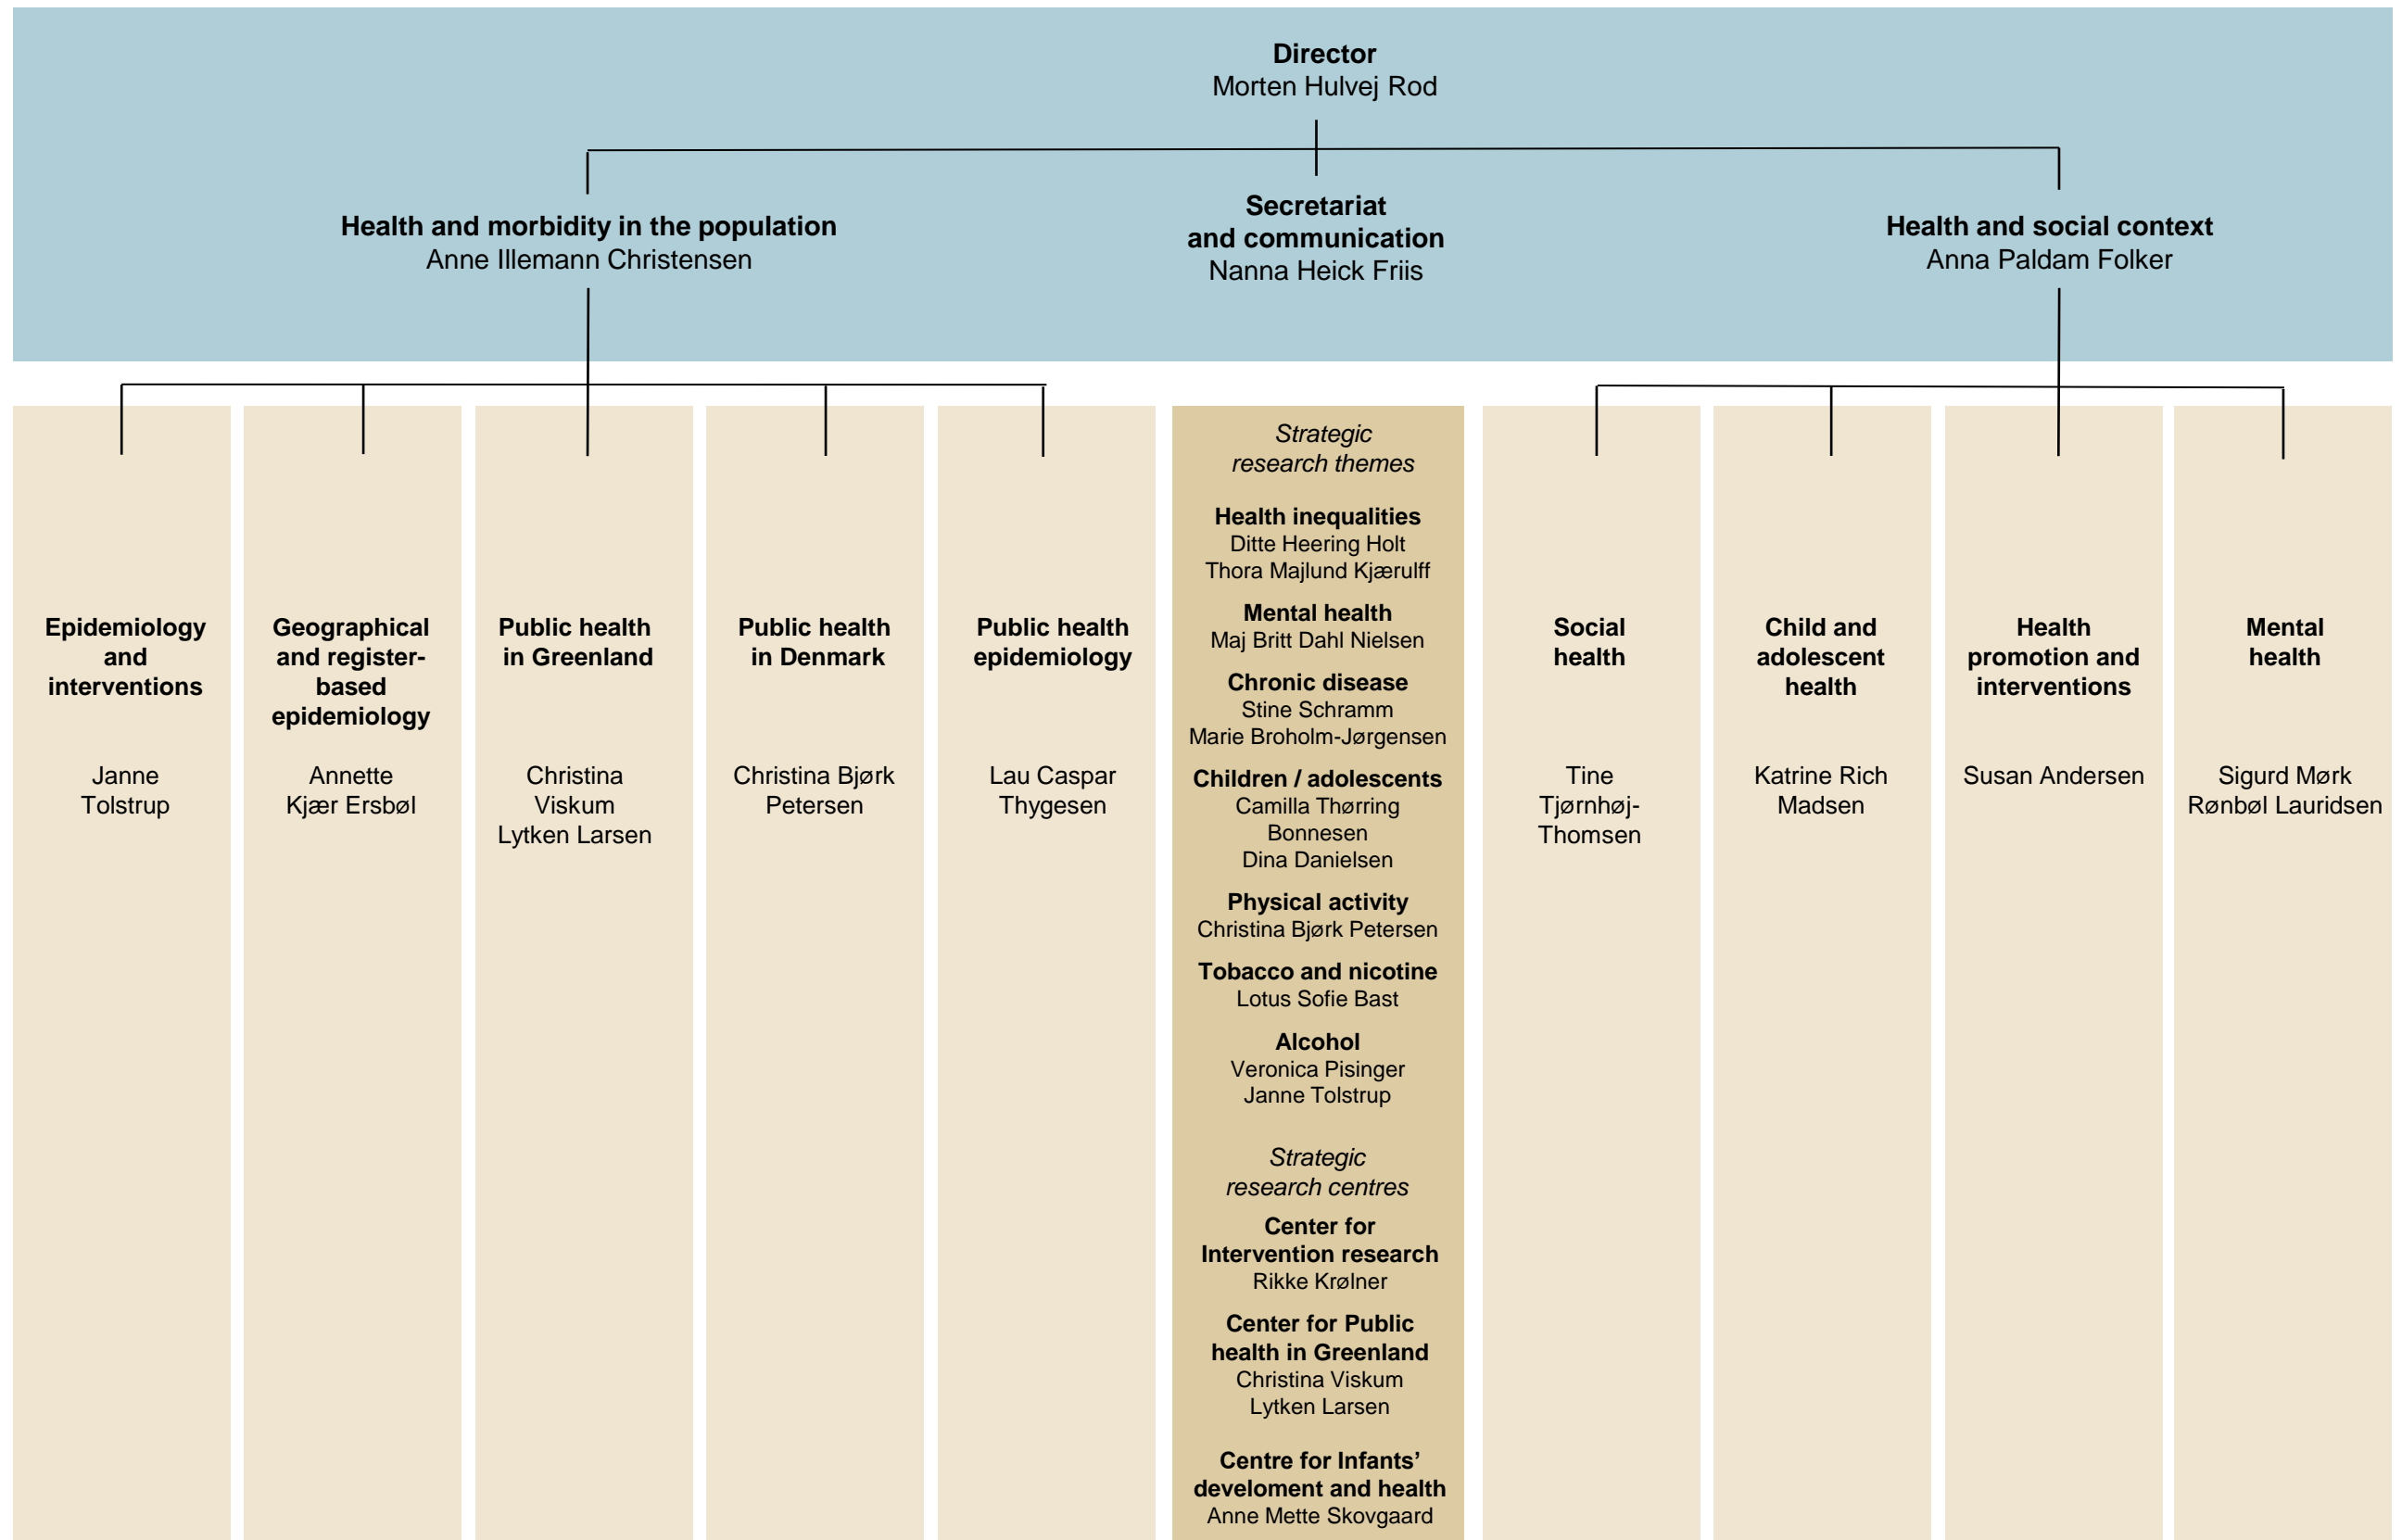 Director
Morten Hulvej Rod
Health and morbidity in the population
Anne Illemann Christensen
Secretariat
and communication
Nanna Heick Friis
Health and social context
Anna Paldam Folker
Epidemiology
and
interventions
Janne
Tolstrup
Geographical
and register-
based
epidemiology
Annette
Kjær Ersbøl
Public health
in Greenland
Christina
Viskum
Lytken Larsen
Public health
in Denmark
Christina Bjørk
Petersen
Public health
epidemiology
Lau Caspar
Thygesen
Strategic
research themes
Health inequalities
Ditte Heering Holt
Thora Majlund Kjærulff
Mental health
Maj Britt Dahl Nielsen
Chronic disease
Stine Schramm
Marie Broholm-Jørgensen
Children / adolescents
Camilla Thørring
Bonnesen
Dina Danielsen
Physical activity
Christina Bjørk Petersen
Tobacco and nicotine
Lotus Sofie Bast
Alcohol
Veronica Pisinger
Janne Tolstrup
Strategic
research centres
Center for
Intervention research
Rikke Krølner
Center for Public
health in Greenland
Christina Viskum
Lytken Larsen
Centre for Infants’
develoment and health
Anne Mette Skovgaard
Social
health
Tine
Tjørnhøj-
Thomsen
Child and
adolescent
health
Katrine Rich
Madsen
Health
promotion and
interventions
Susan Andersen
Mental
health
Sigurd Mørk
Rønbøl Lauridsen